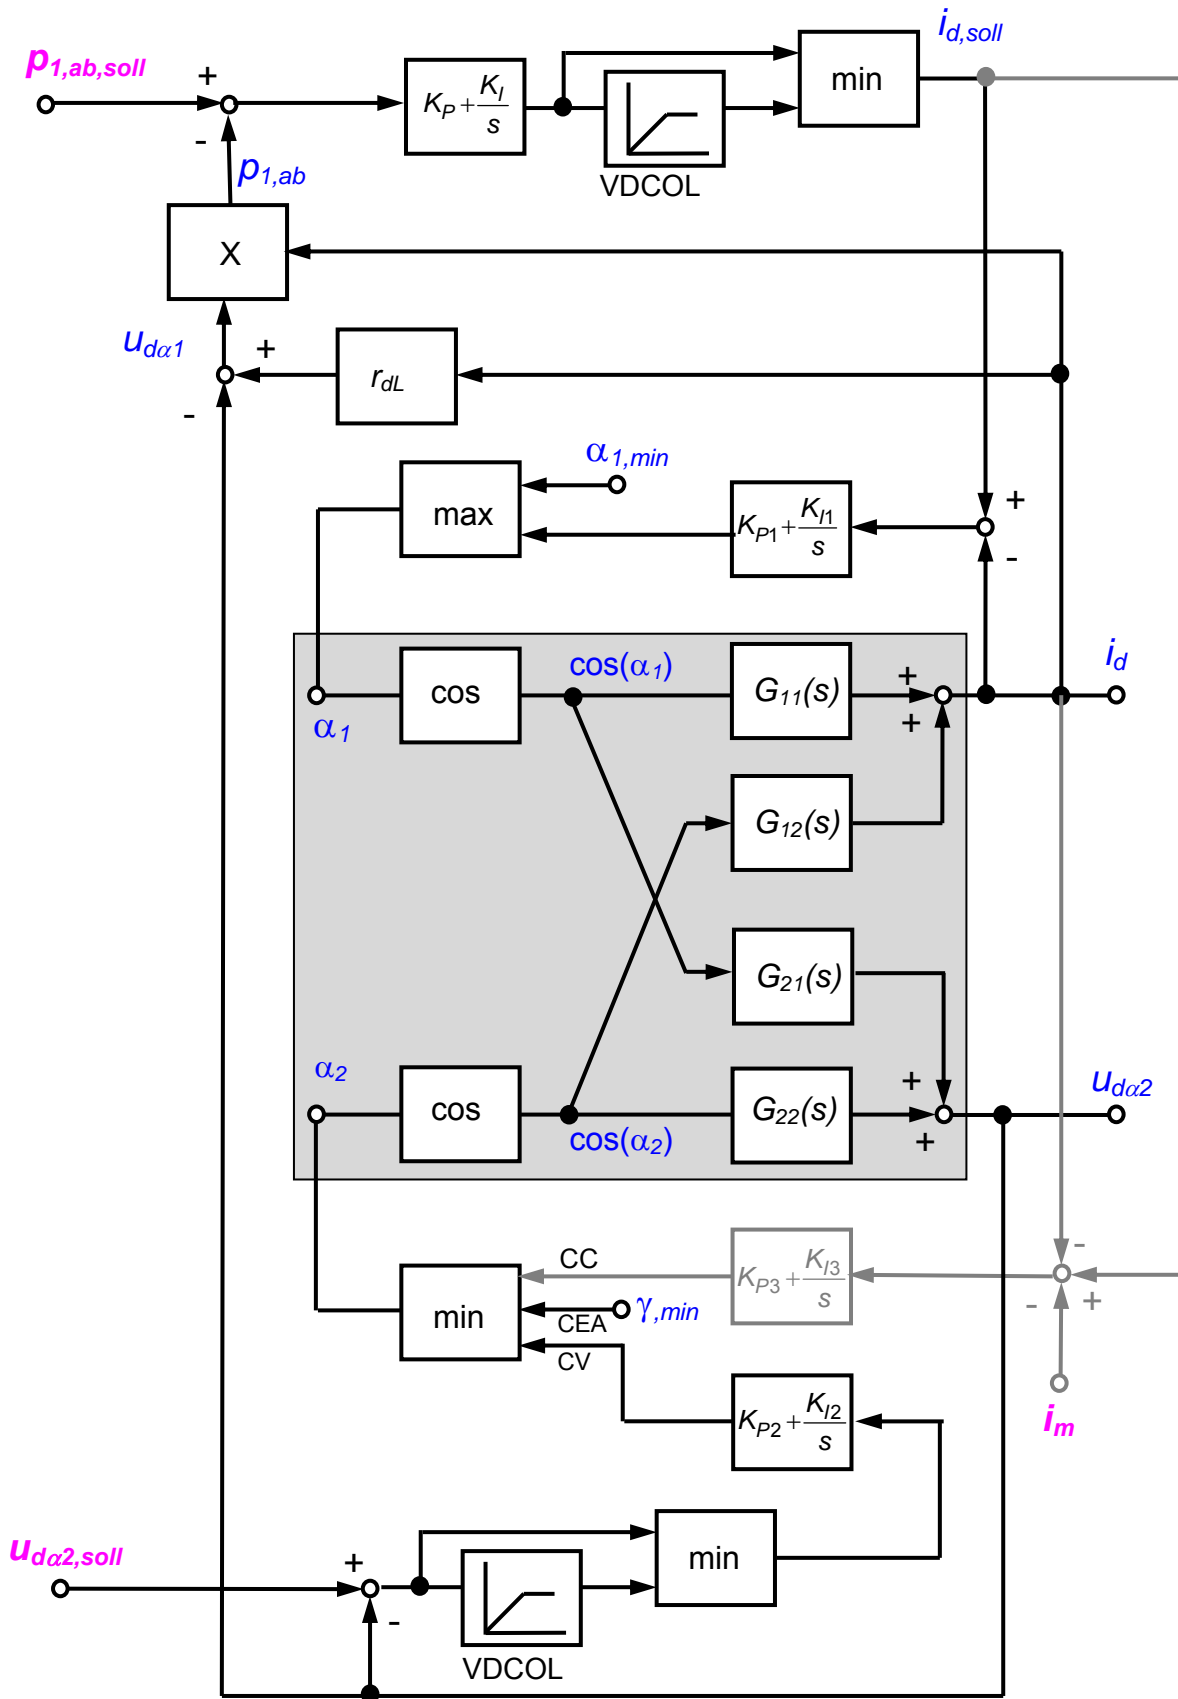 i_d,soll
p_1,ab,soll
+
K_P + K_I/s
min
-
p_1,ab
VDCOL
X
u_dα1
+
r_dL
-
α_1,min
max
K_P1 + K_I1/s
+
-
cos
cos(α_1)
G_11(s)
+
+
i_d
α_1
G_12(s)
G_21(s)
α_2
cos
cos(α_2)
G_22(s)
+
+
u_dα2
CC
K_P3 + K_I3/s
-
-
+
min
CEA
γ_,min
CV
K_P2 + K_I2/s
i_m
u_dα2,soll
+
min
-
VDCOL